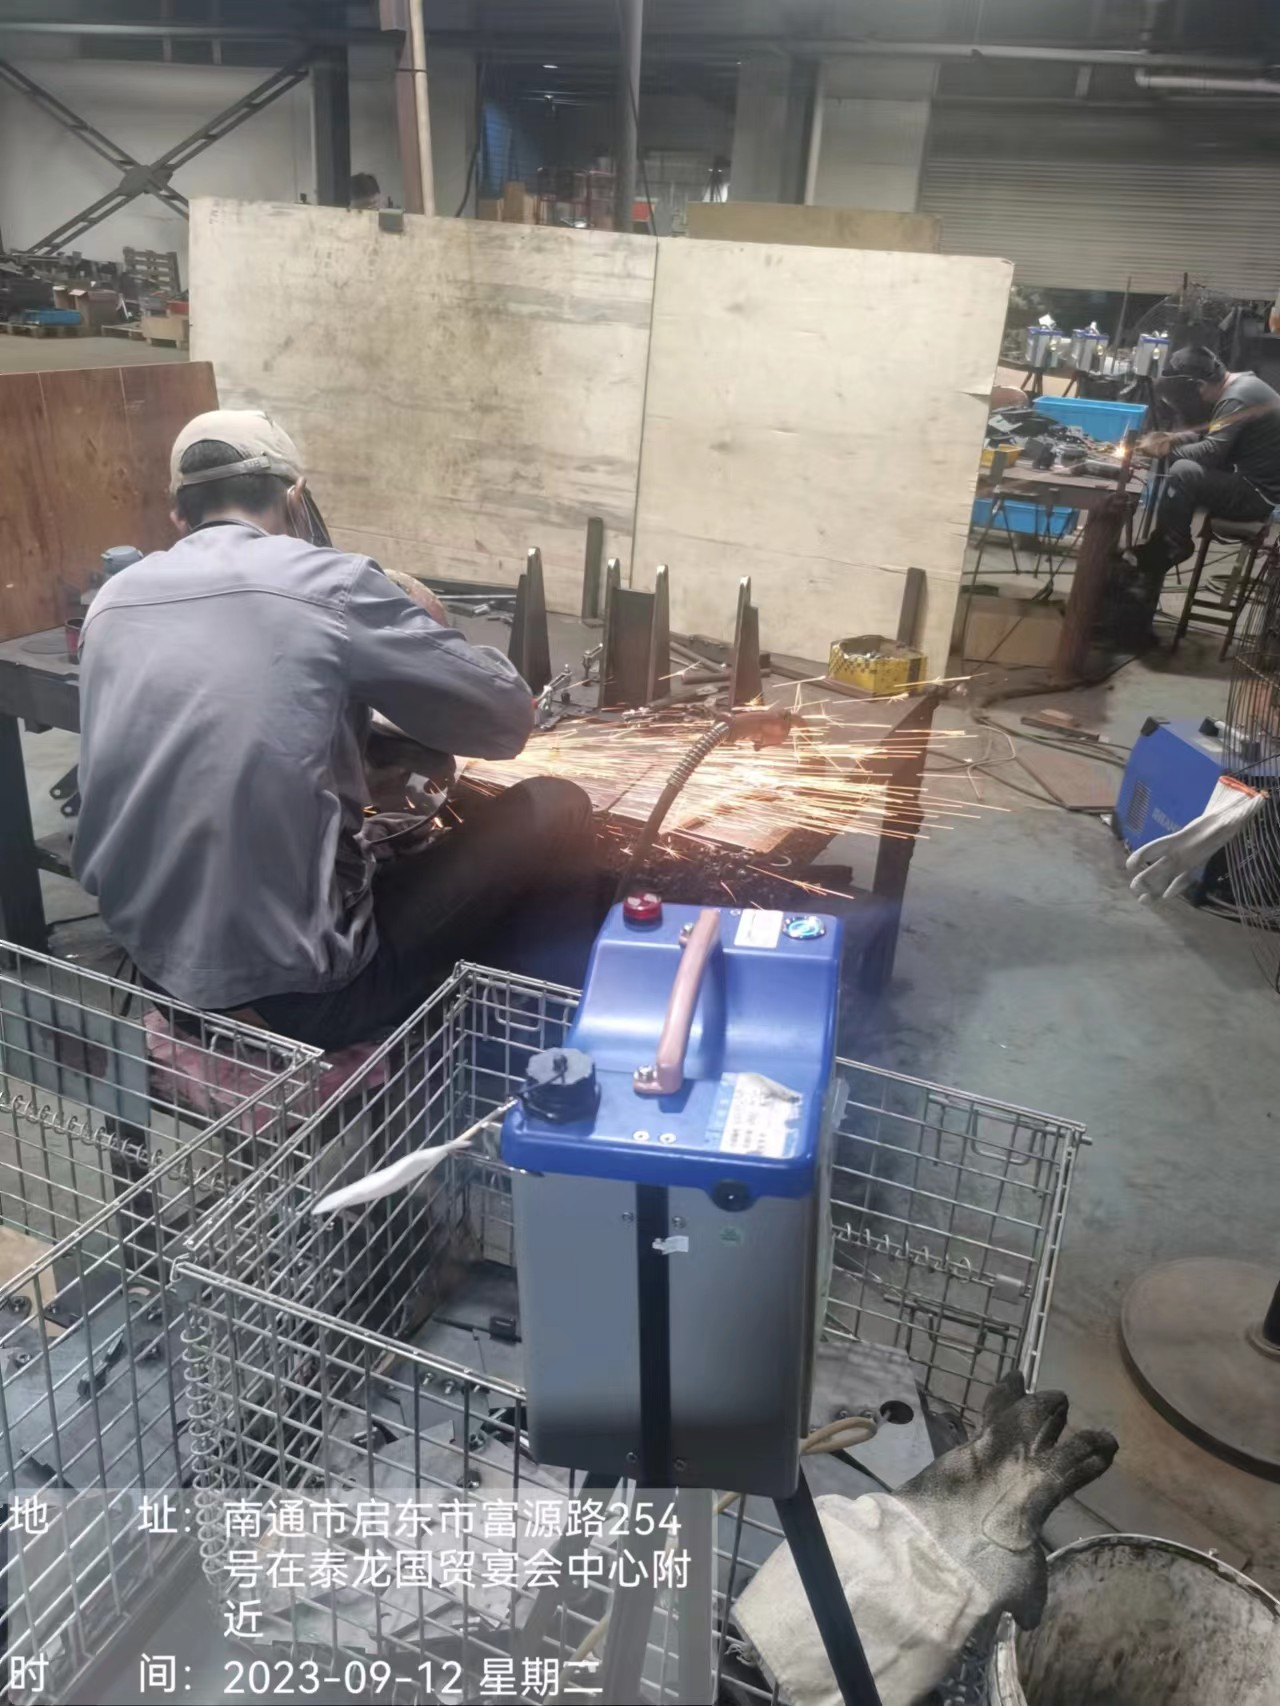 地 址：南通市启东市富源路254
号在泰龙国贸宴会中心附
近
时 间：2023-09-12 星期二